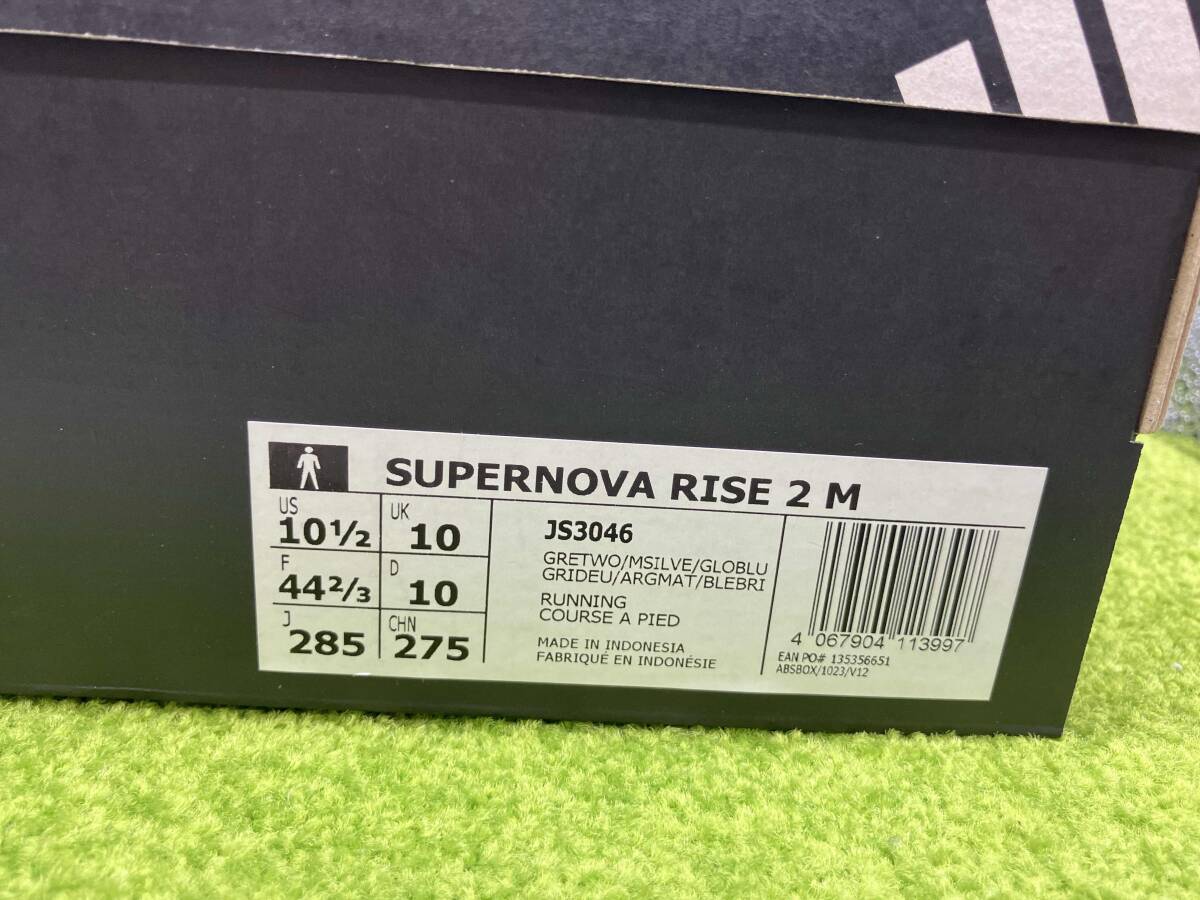 SUPERNOVA RISE 2 M
US 10½
UK 10
F 44⅔
D 10
J 285
CHN 275
JS3046
GRETWO/MSILVE/GLOBLU
GRIDEU/ARGMAT/BLEBRI
RUNNING
COURSE A PIED
MADE IN INDONESIA
FABRIQUÉ EN INDONÉSIE
4 067904 113997
EAN PO# 135356651
ABSBOX/1023/V12